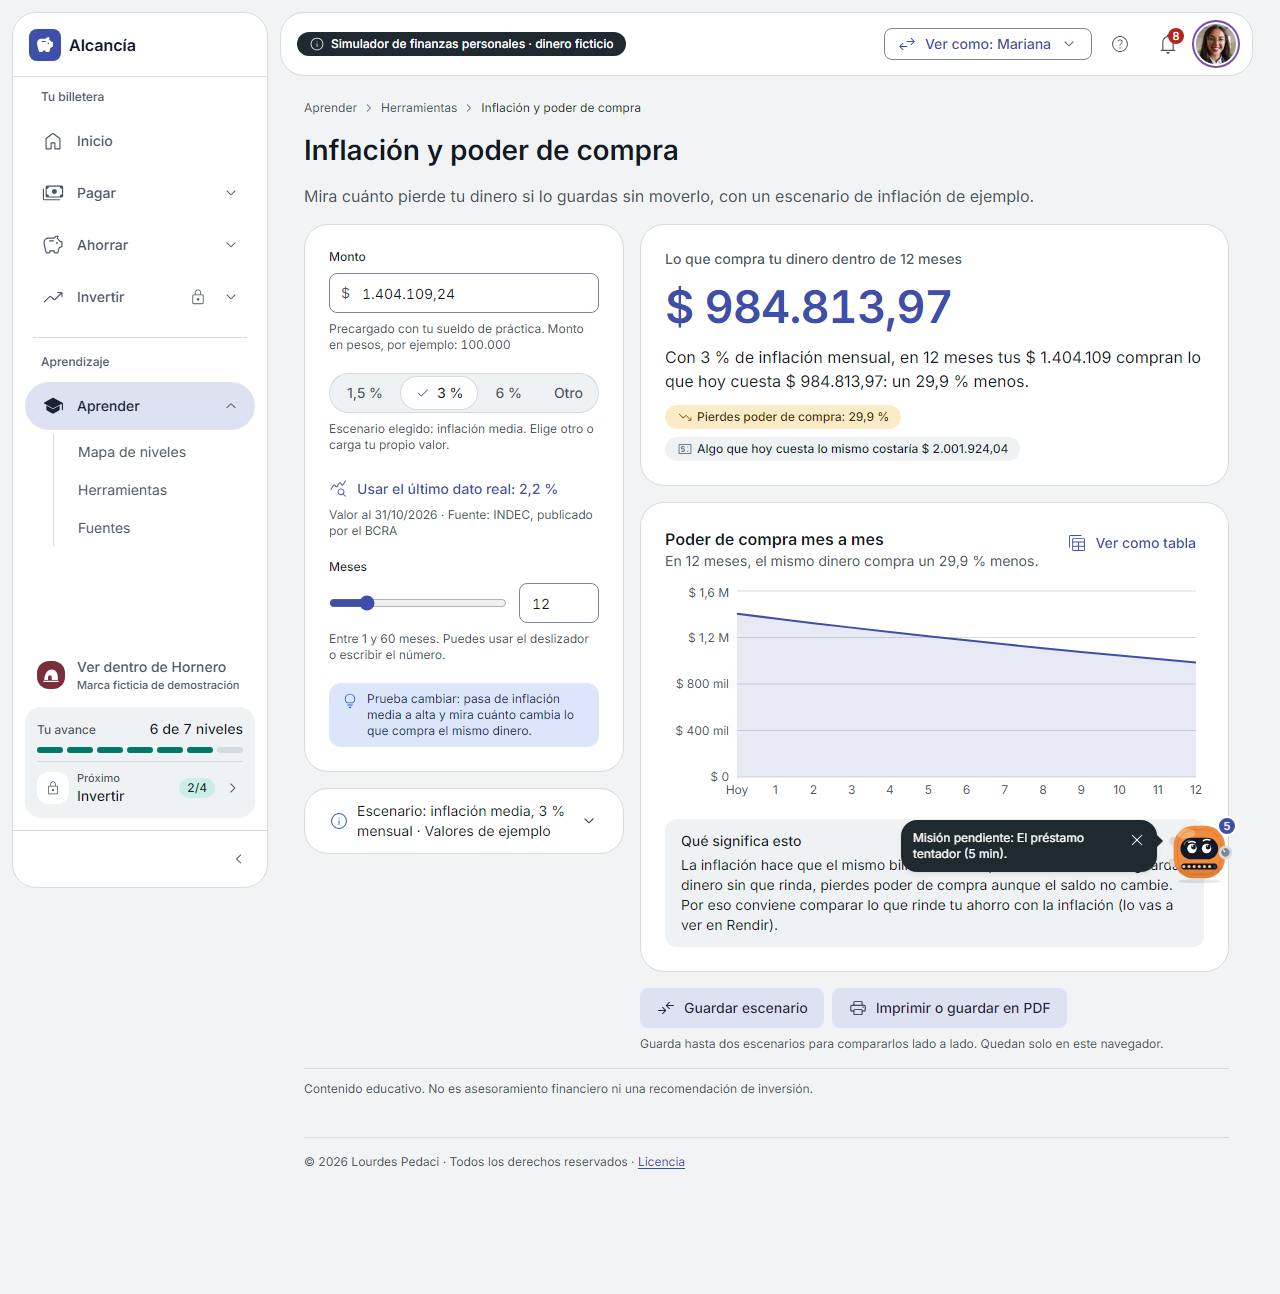 Alcancía
Tu billetera
Inicio
Pagar
Ahorrar
Invertir
Aprendizaje
Aprender
Mapa de niveles
Herramientas
Fuentes
Ver dentro de Hornero
Marca ficticia de demostración
Tu avance
6 de 7 niveles
Próximo
Invertir
2/4
Simulador de finanzas personales · dinero ficticio
Ver como: Mariana
8
Aprender
Herramientas
Inflación y poder de compra
Inflación y poder de compra
Mira cuánto pierde tu dinero si lo guardas sin moverlo, con un escenario de inflación de ejemplo.
Monto
$ 1.404.109,24
Precargado con tu sueldo de práctica. Monto
en pesos, por ejemplo: 100.000
1,5 %
3 %
6 %
Otro
Escenario elegido: inflación media. Elige otro o
carga tu propio valor.
Usar el último dato real: 2,2 %
Valor al 31/10/2026 · Fuente: INDEC, publicado
por el BCRA
Meses
12
Entre 1 y 60 meses. Puedes usar el deslizador
o escribir el número.
Prueba cambiar: pasa de inflación
media a alta y mira cuánto cambia lo
que compra el mismo dinero.
Escenario: inflación media, 3 %
mensual · Valores de ejemplo
Lo que compra tu dinero dentro de 12 meses
$ 984.813,97
Con 3 % de inflación mensual, en 12 meses tus $ 1.404.109 compran lo
que hoy cuesta $ 984.813,97: un 29,9 % menos.
Pierdes poder de compra: 29,9 %
Algo que hoy cuesta lo mismo costaría $ 2.001.924,04
Poder de compra mes a mes
En 12 meses, el mismo dinero compra un 29,9 % menos.
Ver como tabla
$ 1,6 M
$ 1,2 M
$ 800 mil
$ 400 mil
$ 0
Hoy 1 2 3 4 5 6 7 8 9 10 11 12
Qué significa esto
Misión pendiente: El préstamo
tentador (5 min).
5
La inflación hace que el mismo
dinero sin que rinda, pierdes poder de compra aunque el saldo no cambie.
Por eso conviene comparar lo que rinde tu ahorro con la inflación (lo vas a
ver en Rendir).
Guardar escenario
Imprimir o guardar en PDF
Guarda hasta dos escenarios para compararlos lado a lado. Quedan solo en este navegador.
Contenido educativo. No es asesoramiento financiero ni una recomendación de inversión.
© 2026 Lourdes Pedaci · Todos los derechos reservados · Licencia